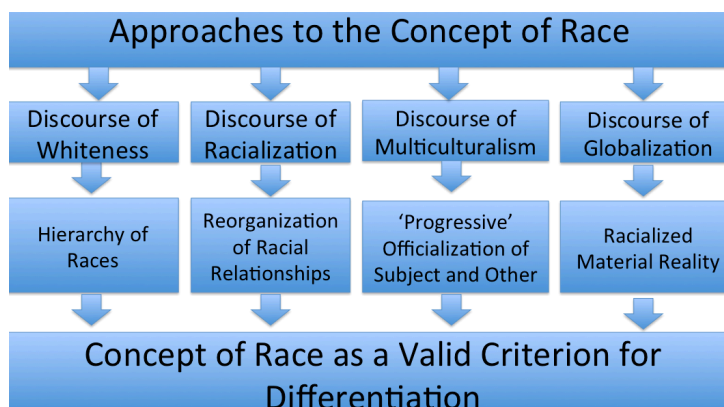 Approaches to the Concept of Race
Discourse of
Whiteness
Discourse of
Racialization
Discourse of
Multiculturalism
Discourse of
Globalization
Hierarchy of
Races
Reorganization
of Racial
Relationships
‘Progressive’
Officialization of
Subject and Other
Racialized
Material Reality
Concept of Race as a Valid Criterion for
Differentiation